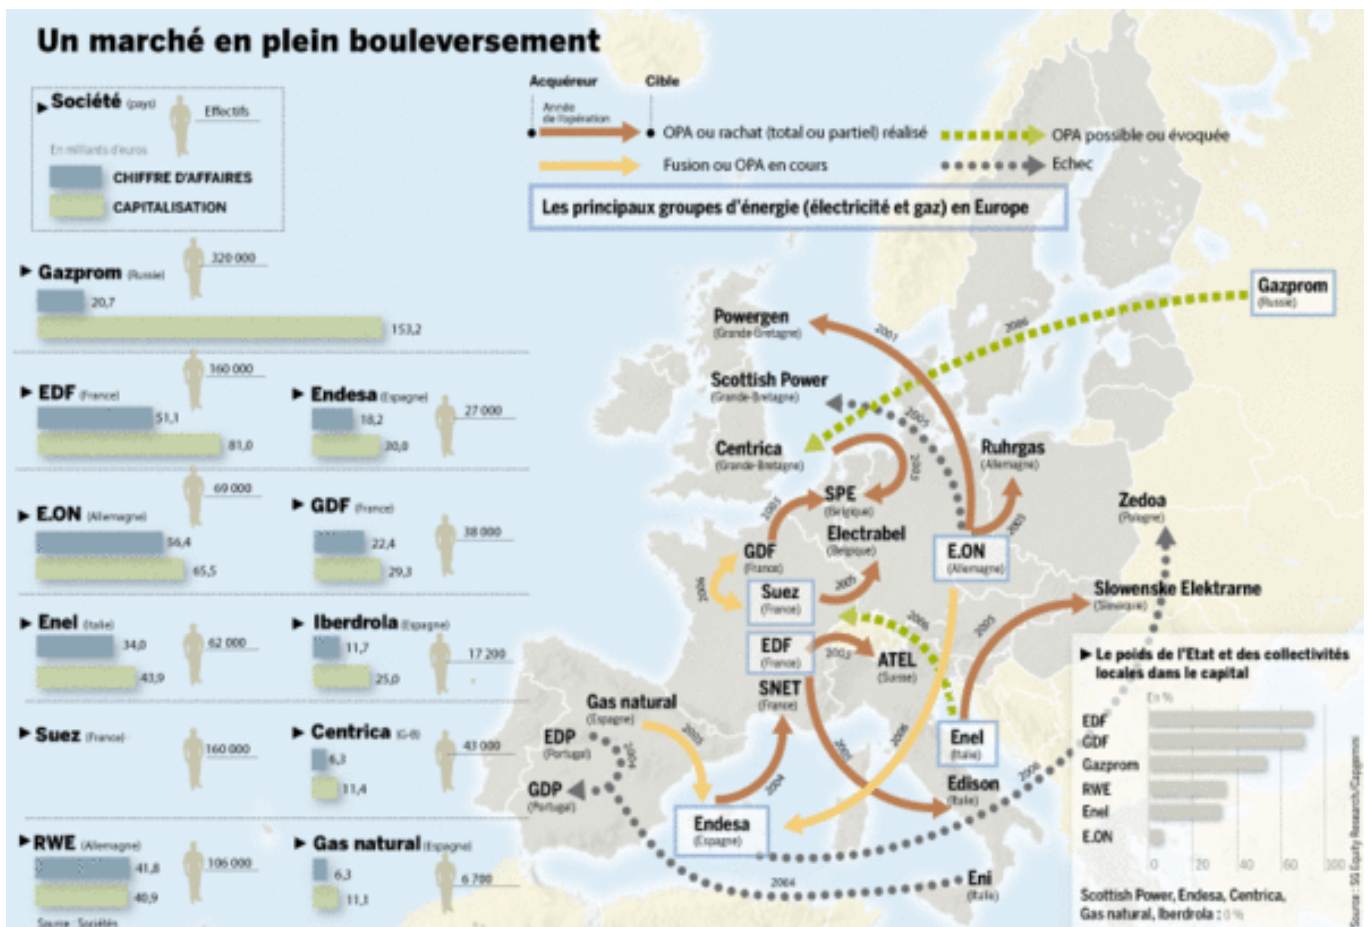 Un marché en plein bouleversement
Société (pays)
Effectifs
En milliards d'euros
CHIFFRE D'AFFAIRES
CAPITALISATION
Acquéreur
Cible
Année
de l'opération
OPA ou rachat (total ou partiel) réalisé
OPA possible ou évoquée
Fusion ou OPA en cours
Echec
Les principaux groupes d'énergie (électricité et gaz) en Europe
Gazprom (Russie)
320 000
20,7
153,2
EDF (France)
160 000
51,1
81,0
Endesa (Espagne)
27 000
18,2
E.ON (Allemagne)
69 000
56,4
65,5
GDF (France)
38 000
22,4
29,3
Enel (Italie)
62 000
34,0
43,9
Iberdrola (Espagne)
17 200
11,7
25,0
Suez (France)
160 000
Centrica (G-B)
43 000
6,3
11,4
RWE (Allemagne)
106 000
41,8
40,9
Gas natural (Espagne)
6 700
6,3
11,1
Source : Sociétés
Gazprom
(Russie)
2006
Powergen
(Grande-Bretagne)
2001
Scottish Power
(Grande-Bretagne)
2005
Centrica
(Grande-Bretagne)
Ruhrgas
(Allemagne)
SPE
(Belgique)
Zedoa
(Pologne)
Electrabel
(Belgique)
E.ON
(Allemagne)
GDF
(France)
2006
Suez
(France)
2005
2006
Slowenske Elektrarne
(Slovaquie)
2005
EDF
(France)
ATEL
(Suisse)
SNET
(France)
Gas natural
(Espagne)
2005
EDP
(Portugal)
2004
GDP
(Portugal)
2004
2005
2006
Enel
(Italie)
Edison
(Italie)
2006
Endesa
(Espagne)
2004
Eni
(Italie)
Le poids de l'Etat et des collectivités
locales dans le capital
En %
EDF
GDF
Gazprom
RWE
Enel
E.ON
0 20 40 60 100
Scottish Power, Endesa, Centrica,
Gas natural, Iberdrola : 0 %
Source : SG Equity Research/Capgemini